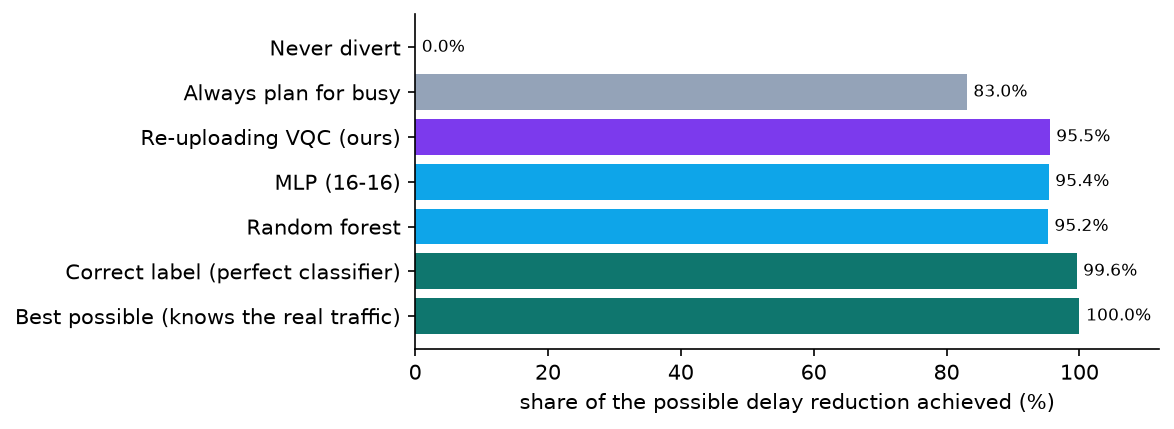 Never divert 0.0%
Always plan for busy 83.0%
Re-uploading VQC (ours) 95.5%
MLP (16-16) 95.4%
Random forest 95.2%
Correct label (perfect classifier) 99.6%
Best possible (knows the real traffic) 100.0%
0 20 40 60 80 100
share of the possible delay reduction achieved (%)